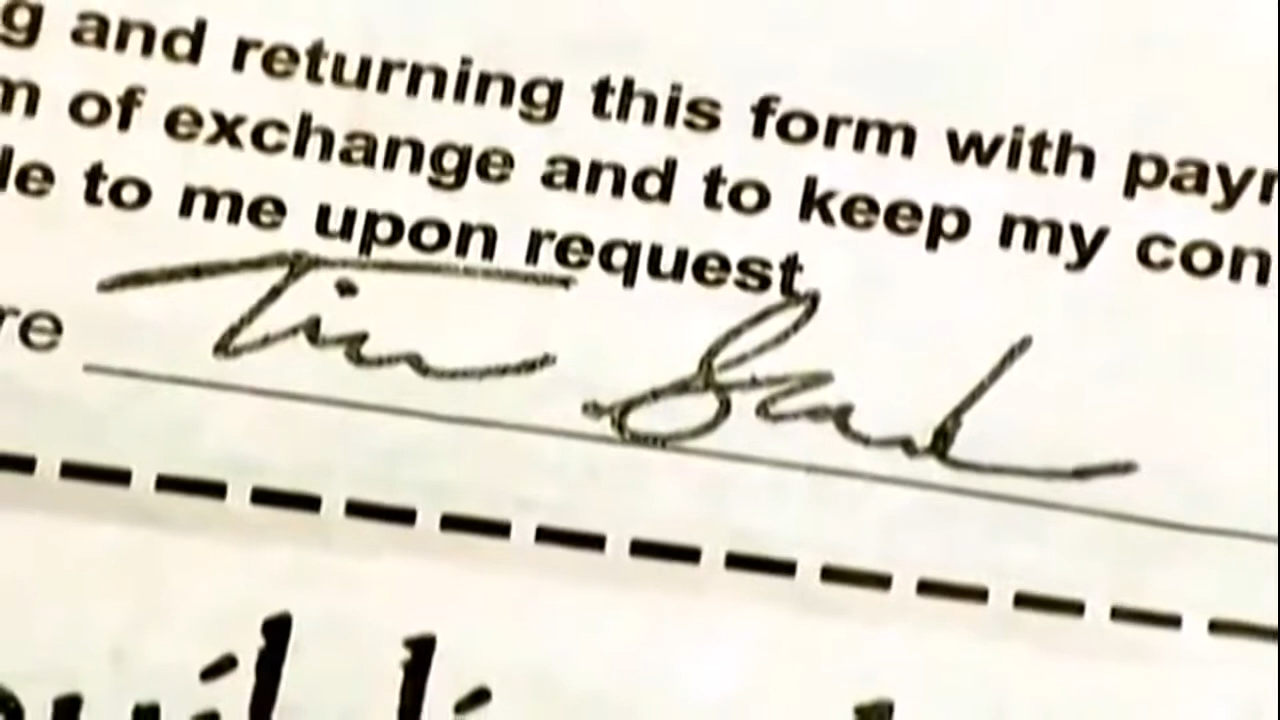 g and returning this form with payr
m of exchange and to keep my con
le to me upon request
re Tim